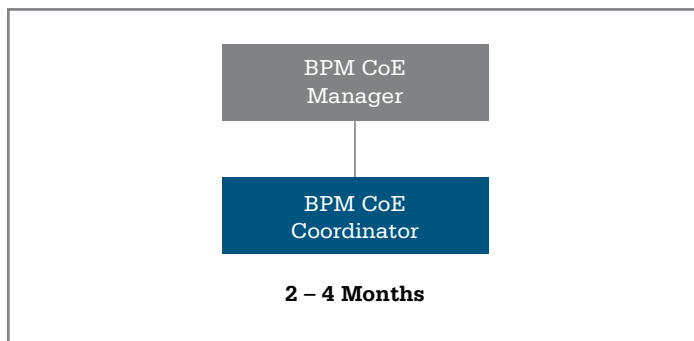 BPM CoE
Manager
BPM CoE
Coordinator
2 – 4 Months